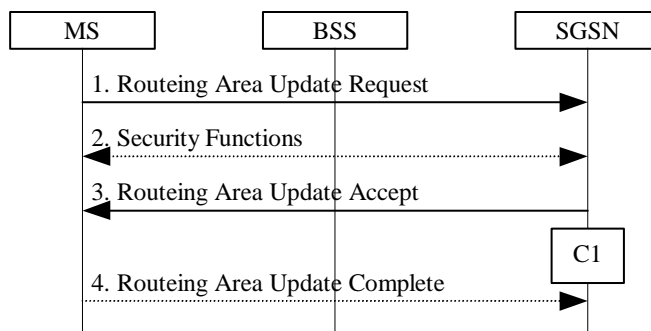 MS
BSS
SGSN
1. Routeing Area Update Request
2. Security Functions
3. Routeing Area Update Accept
C1
4. Routeing Area Update Complete